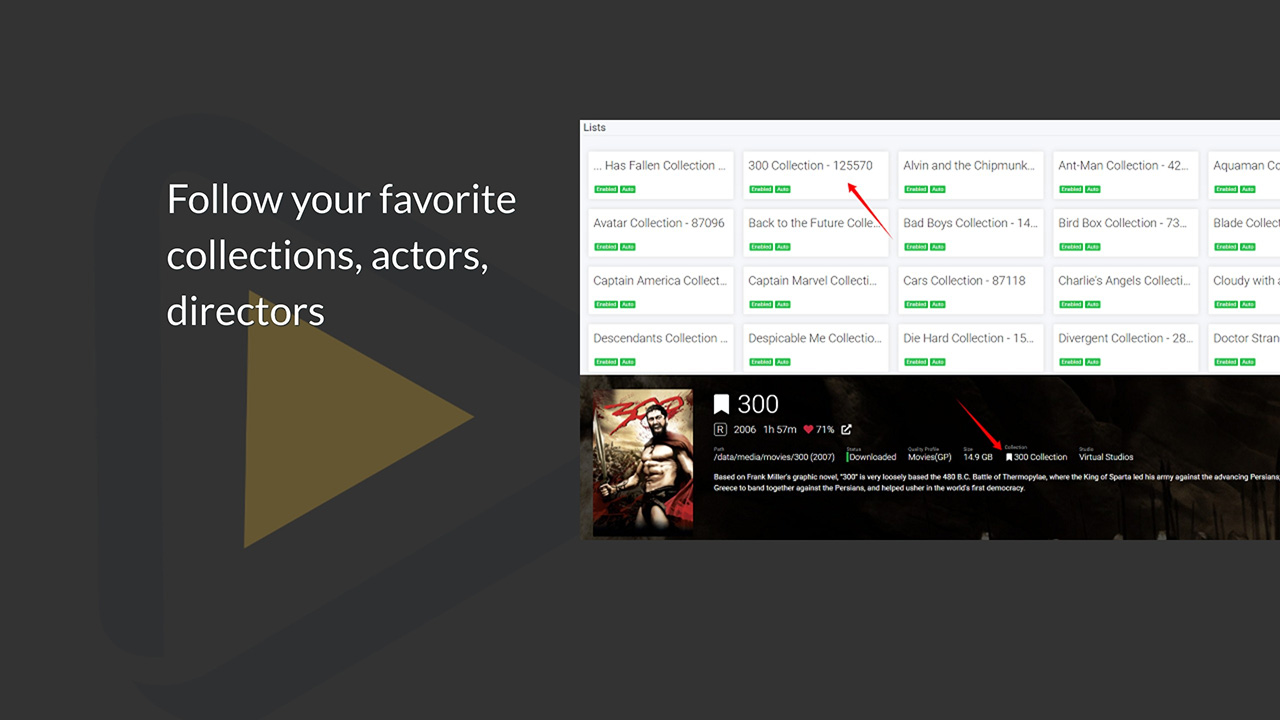 Follow your favorite
collections, actors,
directors
Lists
... Has Fallen Collection ...
Enabled Auto
300 Collection - 125570
Enabled Auto
Alvin and the Chipmunk...
Enabled Auto
Ant-Man Collection - 42...
Enabled Auto
Aquaman Co
Enabled Auto
Avatar Collection - 87096
Enabled Auto
Back to the Future Colle...
Enabled Auto
Bad Boys Collection - 14...
Enabled Auto
Bird Box Collection - 73...
Enabled Auto
Blade Collect
Enabled Auto
Captain America Collect...
Enabled Auto
Captain Marvel Collecti...
Enabled Auto
Cars Collection - 87118
Enabled Auto
Charlie's Angels Collecti...
Enabled Auto
Cloudy with a
Enabled Auto
Descendants Collection ...
Enabled Auto
Despicable Me Collectio...
Enabled Auto
Die Hard Collection - 15...
Enabled Auto
Divergent Collection - 28...
Enabled Auto
Doctor Stran
Enabled Auto
300
300
R 2006 1h 57m 71%
Path
/data/media/movies/300 (2007)
Status
Downloaded
Quality Profile
Movies(GP)
Size
14.9 GB
Collection
300 Collection
Studio
Virtual Studios
Based on Frank Miller's graphic novel, "300" is very loosely based the 480 B.C. Battle of Thermopylae, where the King of Sparta led his army against the advancing Persians;
Greece to band together against the Persians, and helped usher in the world's first democracy.